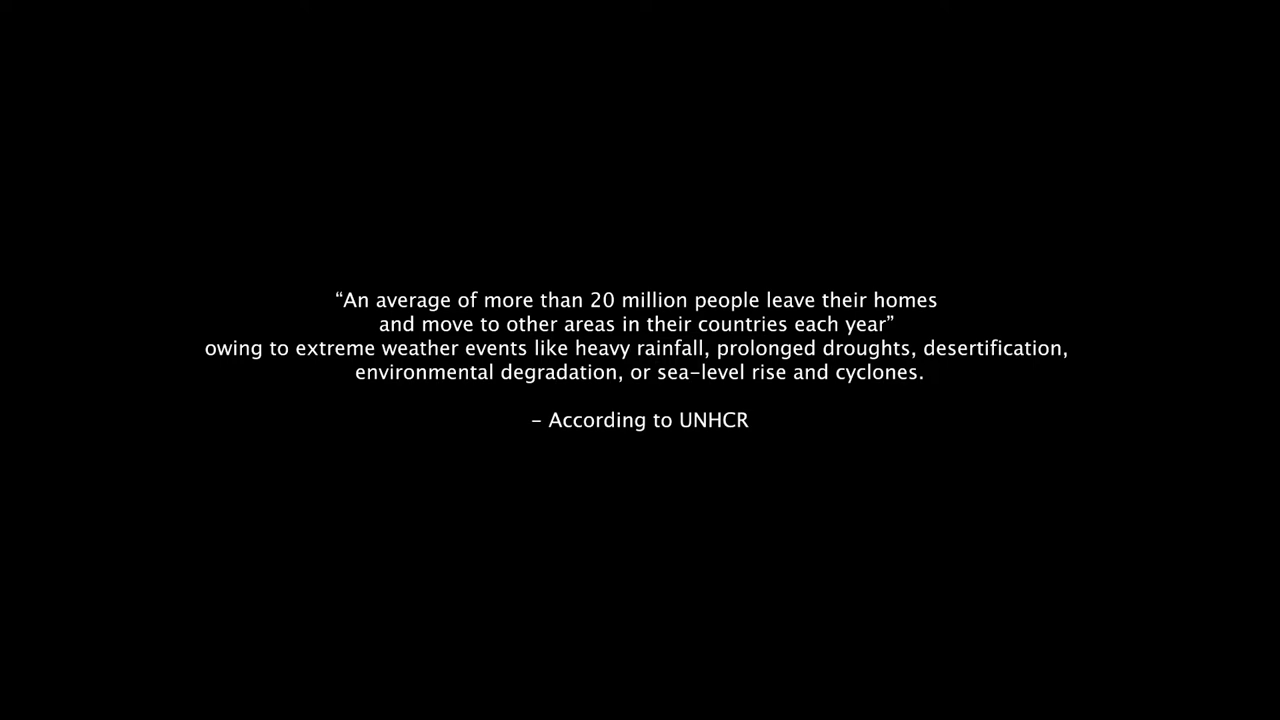 “An average of more than 20 million people leave their homes
and move to other areas in their countries each year”
owing to extreme weather events like heavy rainfall, prolonged droughts, desertification,
environmental degradation, or sea-level rise and cyclones.
– According to UNHCR